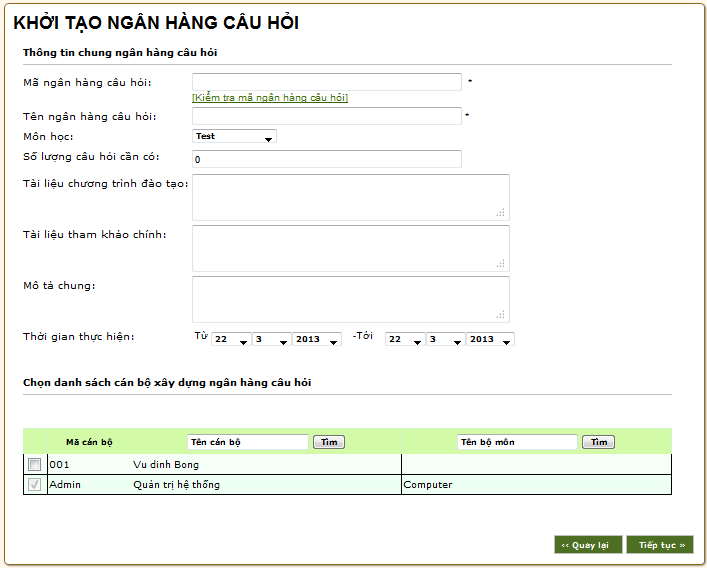 KHỞI TẠO NGÂN HÀNG CÂU HỎI
Thông tin chung ngân hàng câu hỏi
Mã ngân hàng câu hỏi: *
[Kiểm tra mã ngân hàng câu hỏi]
Tên ngân hàng câu hỏi: *
Môn học: Test
Số lượng câu hỏi cần có: 0
Tài liệu chương trình đào tạo:
Tài liệu tham khảo chính:
Mô tả chung:
Thời gian thực hiện: Từ 22 3 2013 -Tới 22 3 2013
Chọn danh sách cán bộ xây dựng ngân hàng câu hỏi
Mã cán bộ Tên cán bộ Tìm Tên bộ môn Tìm
001 Vu dinh Bong
Admin Quản trị hệ thống Computer
‹‹ Quay lại Tiếp tục »